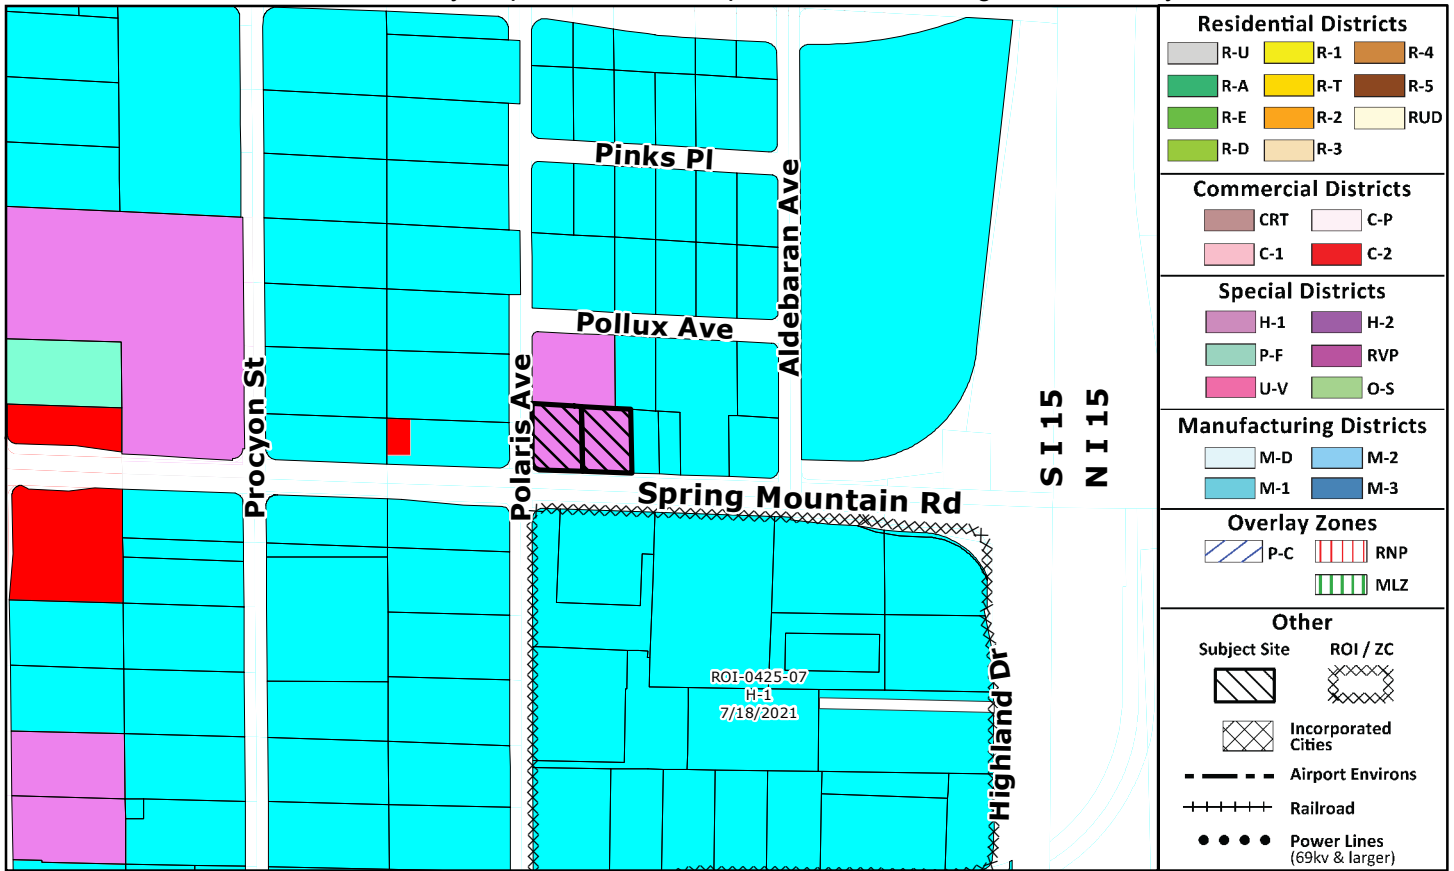 Pinks Pl
Aldebaran Ave
Pollux Ave
Procyon St
Polaris Ave
S I 15
N I 15
Spring Mountain Rd
ROI-0425-07
H-1
7/18/2021
Highland Dr
Residential Districts
R-U R-1 R-4
R-A R-T R-5
R-E R-2 RUD
R-D R-3
Commercial Districts
CRT C-P
C-1 C-2
Special Districts
H-1 H-2
P-F RVP
U-V O-S
Manufacturing Districts
M-D M-2
M-1 M-3
Overlay Zones
P-C RNP
MLZ
Other
Subject Site ROI / ZC
Incorporated
Cities
Airport Environs
Railroad
Power Lines
(69kv & larger)